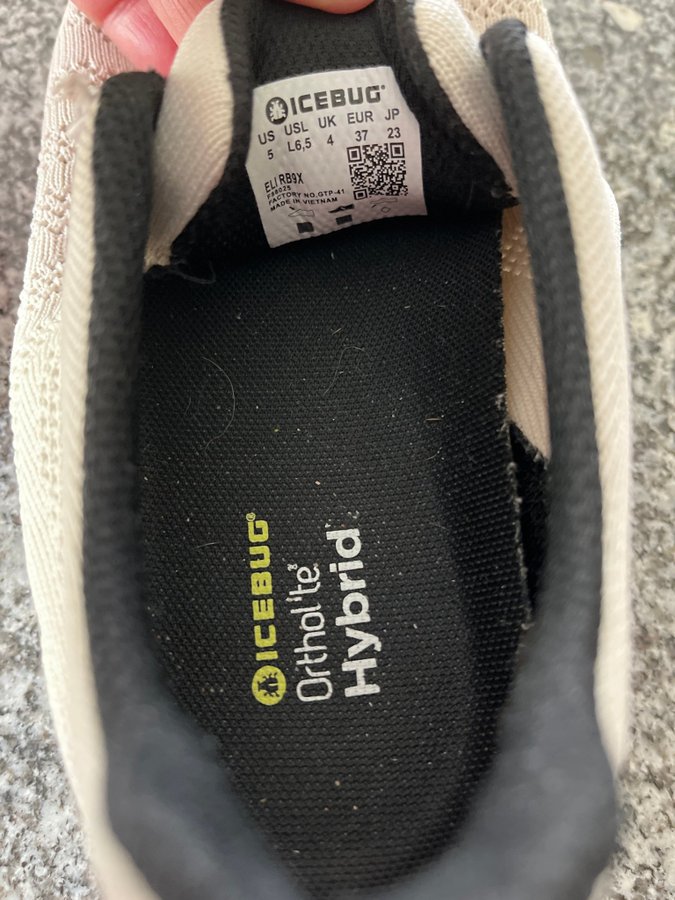 ICEBUG®
US USL UK EUR JP
5 L6,5 4 37 23
ELI RB9X
F88025
FACTORY NO.GTP-41
MADE IN VIETNAM
ICEBUG®
Ortholite®
Hybrid